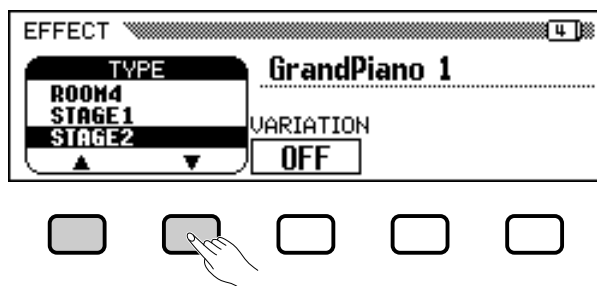 EFFECT 4
TYPE
GrandPiano 1
ROOM4
STAGE1
STAGE2
VARIATION
OFF